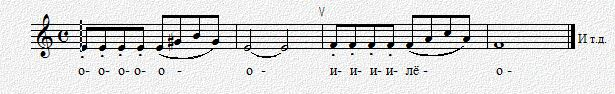 И т.д.
о- о- о- о- о - о - и- и- и- и- лё - о -